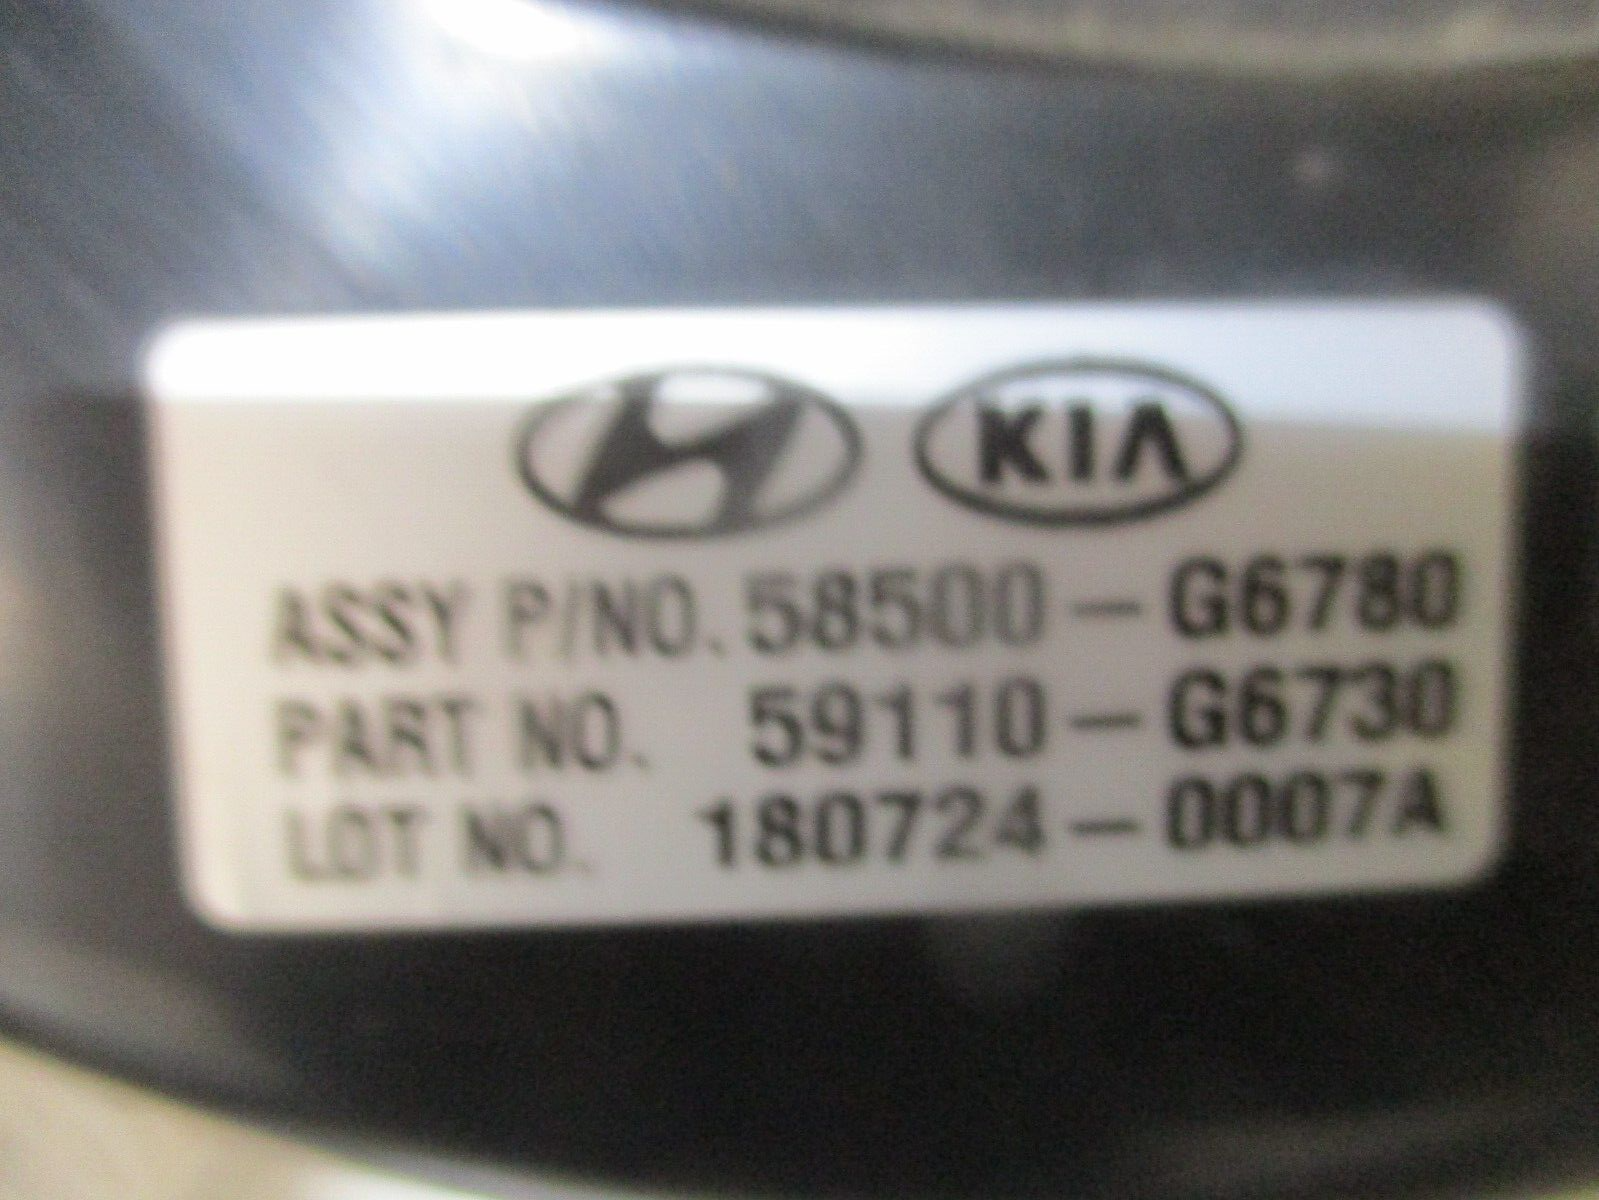 KIA
ASSY P/NO. 58500-G6780
PART NO. 59110-G6730
LOT NO. 180724-0007A